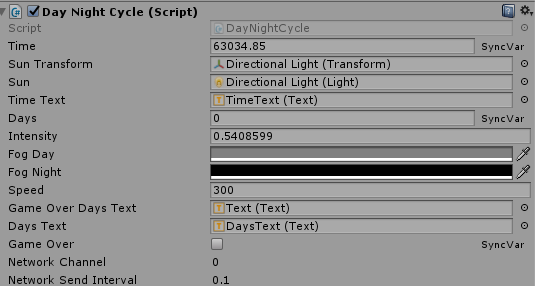 Day Night Cycle (Script)
Script DayNightCycle
Time 63034.85 SyncVar
Sun Transform Directional Light (Transform)
Sun Directional Light (Light)
Time Text TimeText (Text)
Days 0 SyncVar
Intensity 0.5408599
Fog Day
Fog Night
Speed 300
Game Over Days Text Text (Text)
Days Text DaysText (Text)
Game Over SyncVar
Network Channel 0
Network Send Interval 0.1